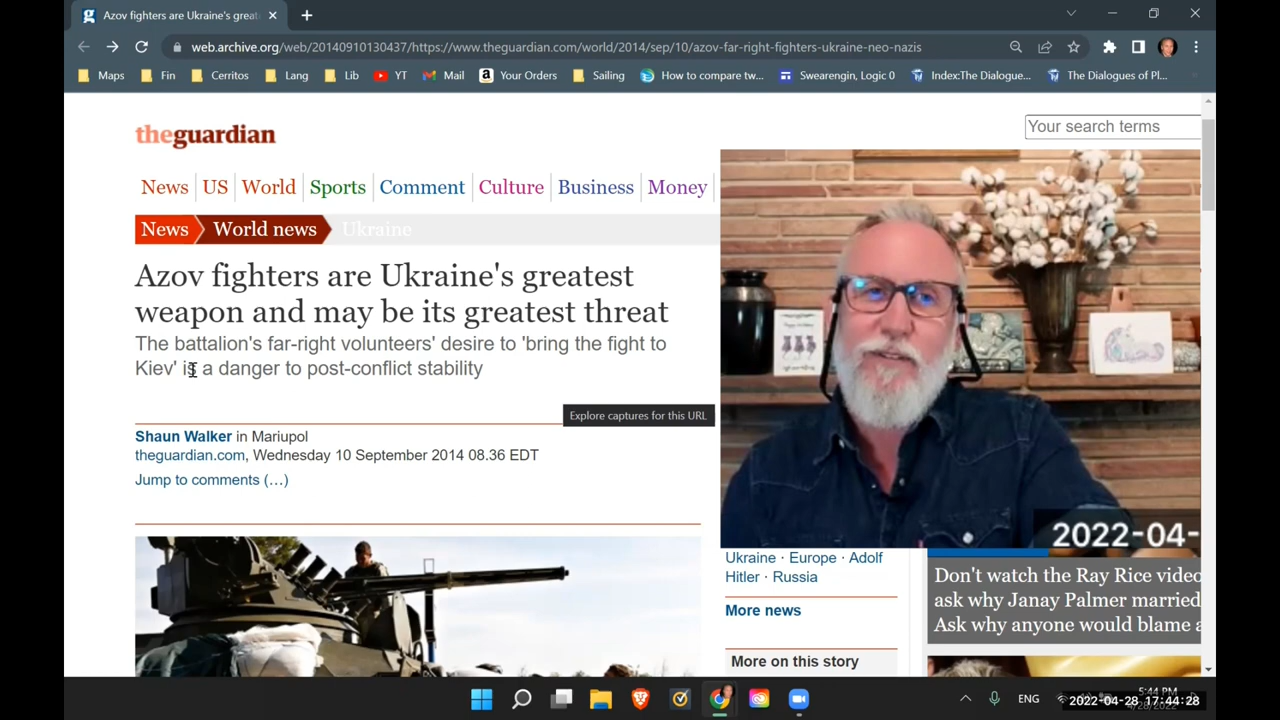 Azov fighters are Ukraine's great
web.archive.org/web/20140910130437/https://www.theguardian.com/world/2014/sep/10/azov-far-right-fighters-ukraine-neo-nazis
Maps Fin Cerritos Lang Lib YT Mail Your Orders Sailing How to compare tw... Swearengin, Logic 0 Index:The Dialogue... The Dialogues of Pl...
theguardian
Your search terms
News US World Sports Comment Culture Business Money
News World news Ukraine
Azov fighters are Ukraine's greatest
weapon and may be its greatest threat
The battalion's far-right volunteers' desire to 'bring the fight to
Kiev' is a danger to post-conflict stability
Explore captures for this URL
Shaun Walker in Mariupol
theguardian.com, Wednesday 10 September 2014 08.36 EDT
Jump to comments (…)
2022-04-
Ukraine · Europe · Adolf
Hitler · Russia
More news
More on this story
Don't watch the Ray Rice video
ask why Janay Palmer married
Ask why anyone would blame a
ENG
5:44 PM
2022-04-28 17:44:28